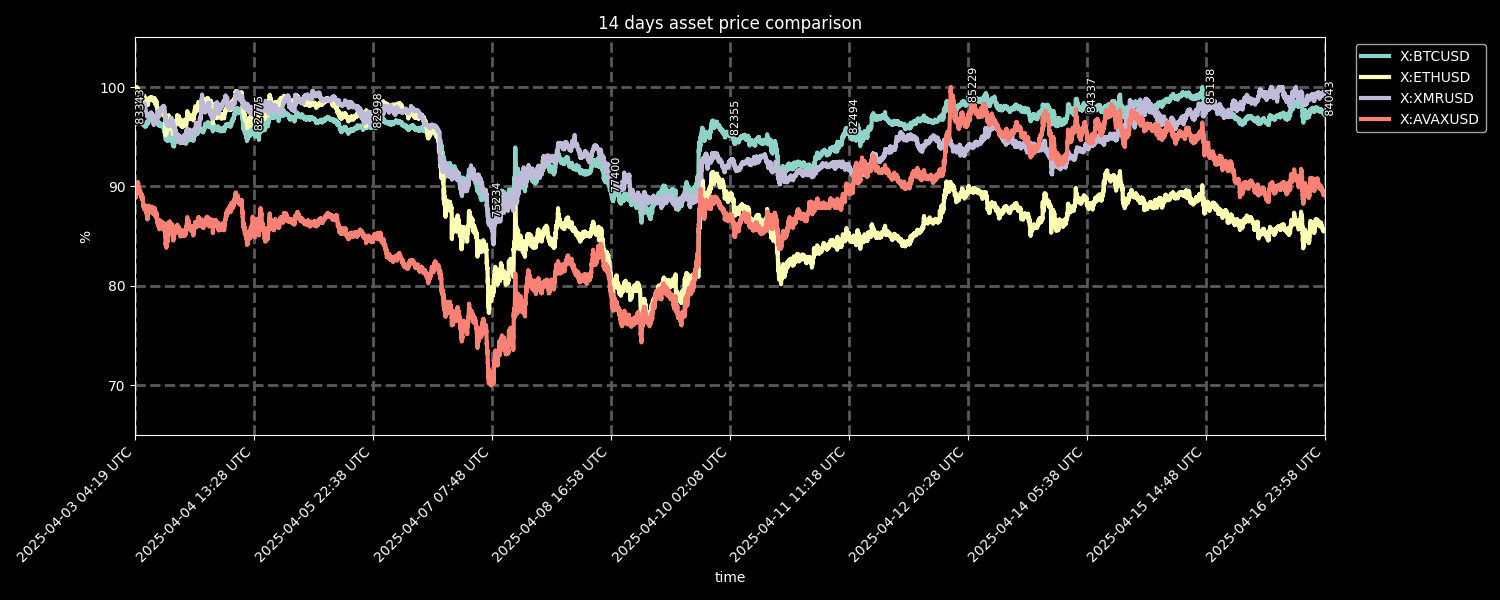 14 days asset price comparison
X:BTCUSD
X:ETHUSD
X:XMRUSD
X:AVAXUSD
100
90
80
70
%
83343
82775
82998
75234
77400
82355
82494
85229
84337
85138
84043
2025-04-03 04:19 UTC
2025-04-04 13:28 UTC
2025-04-05 22:38 UTC
2025-04-07 07:48 UTC
2025-04-08 16:58 UTC
2025-04-10 02:08 UTC
2025-04-11 11:18 UTC
2025-04-12 20:28 UTC
2025-04-14 05:38 UTC
2025-04-15 14:48 UTC
2025-04-16 23:58 UTC
time